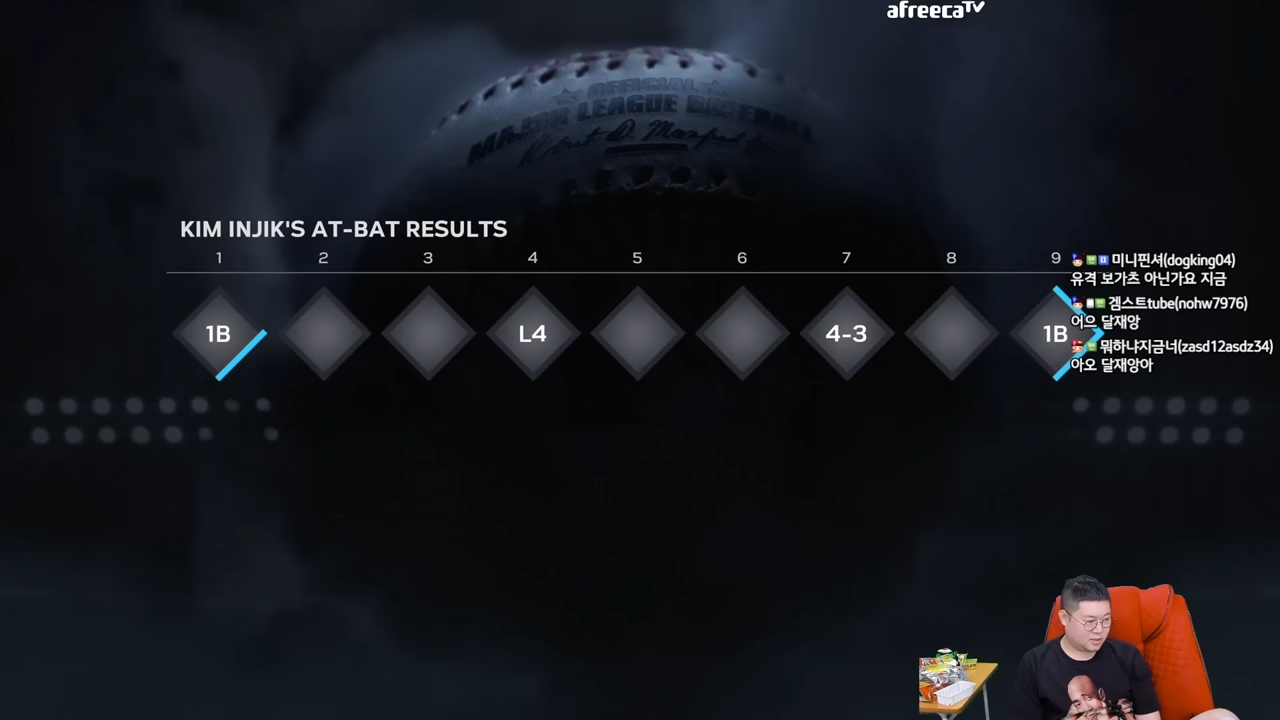 afreecaTV
OFFICIAL
MAJOR LEAGUE BASEBALL
Robert D. Manfred Jr.
KIM INJIK'S AT-BAT RESULTS
1 2 3 4 5 6 7 8 9
1B L4 4-3 1B
미니핀셔(dogking04)
유격 보가츠 아닌가요 지금
겜스트tube(nohw7976)
어으 달재앙
뭐하냐지금너(zasd12asdz34)
아오 달재앙아